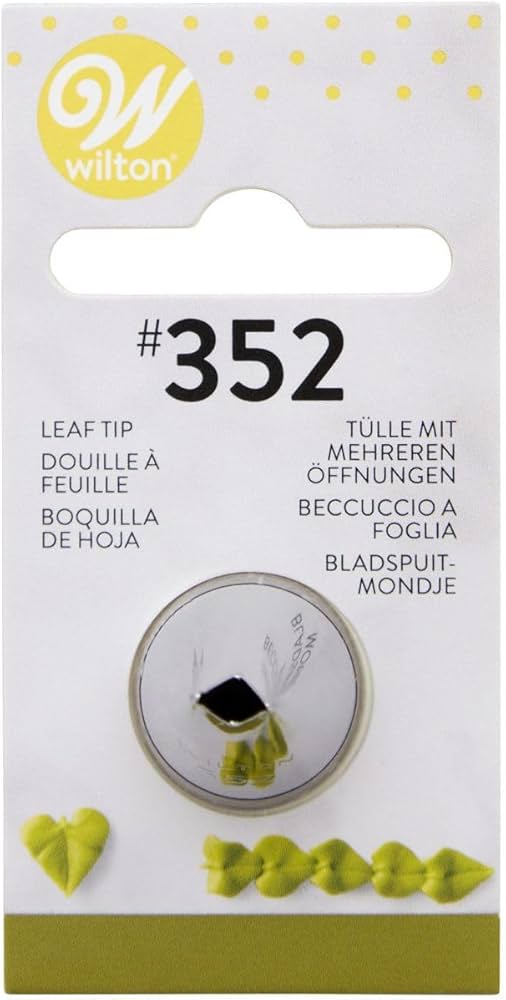 wilton®
#352
LEAF TIP
DOUILLE À
FEUILLE
BOQUILLA
DE HOJA
TÜLLE MIT
MEHREREN
ÖFFNUNGEN
BECCUCCIO A
FOGLIA
BLADSPUIT-
MONDJE